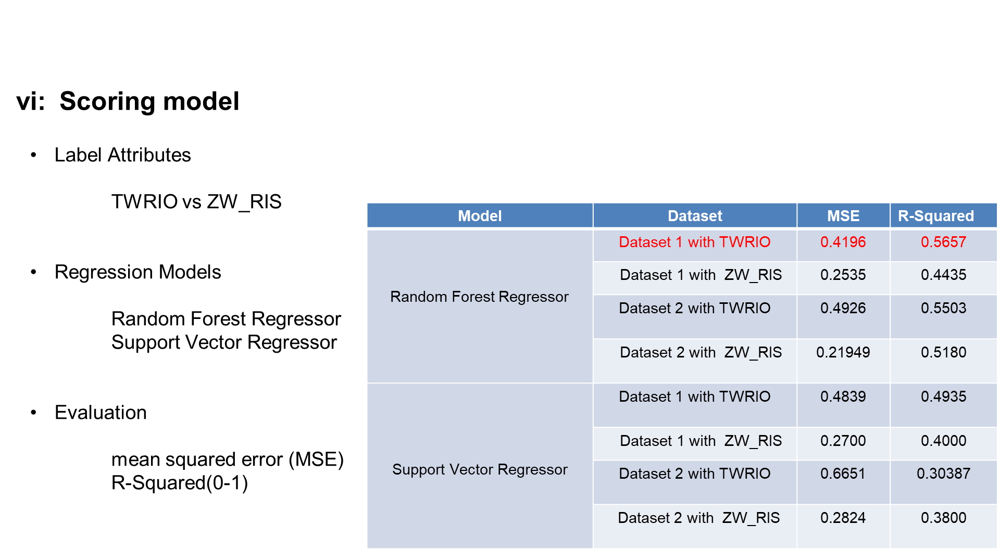 vi: Scoring model
• Label Attributes
TWRIO vs ZW_RIS
• Regression Models
Random Forest Regressor
Support Vector Regressor
• Evaluation
mean squared error (MSE)
R-Squared(0-1)
Model Dataset MSE R-Squared
Random Forest Regressor
Dataset 1 with TWRIO 0.4196 0.5657
Dataset 1 with ZW_RIS 0.2535 0.4435
Dataset 2 with TWRIO 0.4926 0.5503
Dataset 2 with ZW_RIS 0.21949 0.5180
Support Vector Regressor
Dataset 1 with TWRIO 0.4839 0.4935
Dataset 1 with ZW_RIS 0.2700 0.4000
Dataset 2 with TWRIO 0.6651 0.30387
Dataset 2 with ZW_RIS 0.2824 0.3800